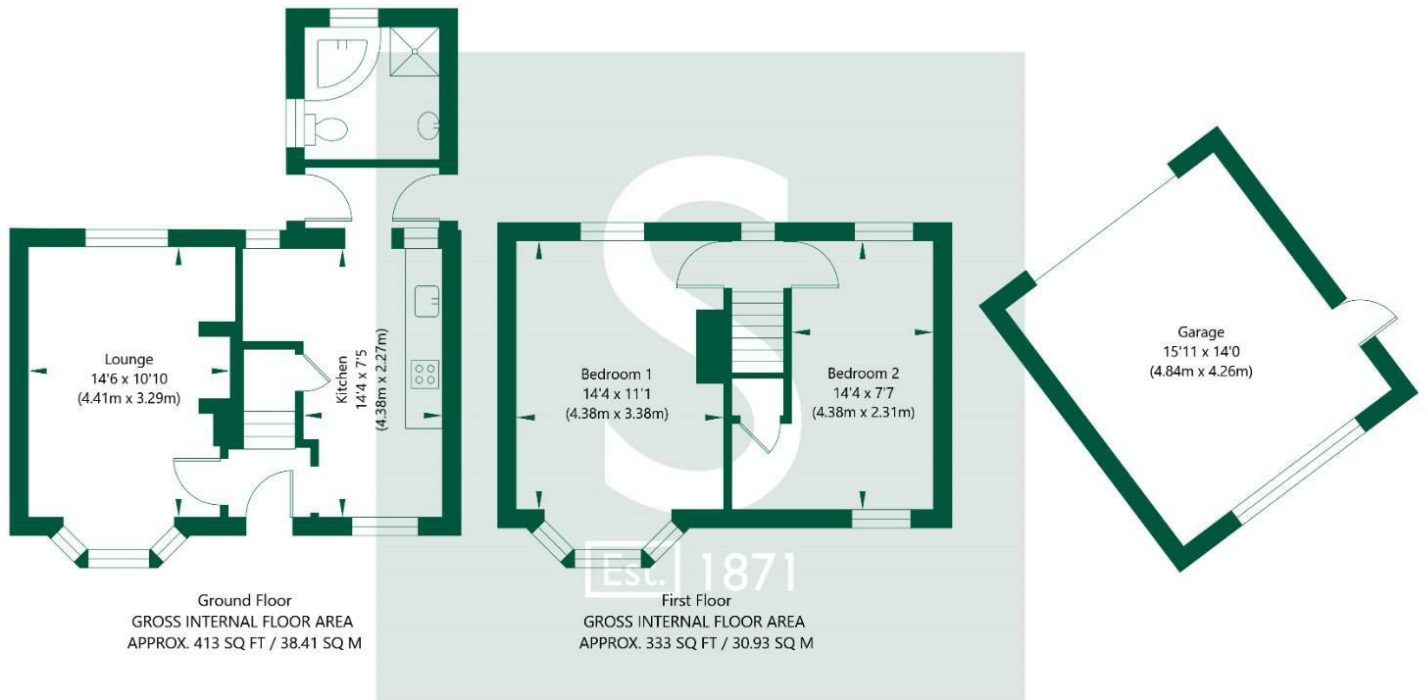 Lounge
14'6 x 10'10
(4.41m x 3.29m)
Kitchen
14'4 x 7'5
(4.38m x 2.27m)
Ground Floor
GROSS INTERNAL FLOOR AREA
APPROX. 413 SQ FT / 38.41 SQ M
Bedroom 1
14'4 x 11'1
(4.38m x 3.38m)
Bedroom 2
14'4 x 7'7
(4.38m x 2.31m)
S
Est. 1871
First Floor
GROSS INTERNAL FLOOR AREA
APPROX. 333 SQ FT / 30.93 SQ M
Garage
15'11 x 14'0
(4.84m x 4.26m)